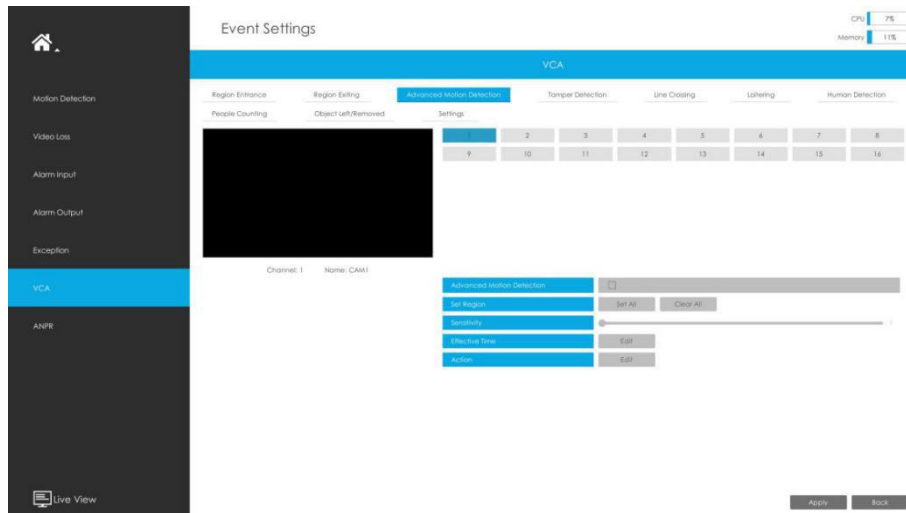 Event Settings
CPU 7%
Memory 11%
VCA
Motion Detection
Video Loss
Alarm Input
Alarm Output
Exception
VCA
ANPR
Live View
Region Entrance Region Exiting Advanced Motion Detection Tamper Detection Line Crossing Loitering Human Detection
People Counting Object Left/Removed Settings
1 2 3 4 5 6 7 8
9 10 11 12 13 14 15 16
Channel: 1 Name: CAM1
Advanced Motion Detection
Set Region Set All Clear All
Sensitivity 1
Effective Time Edit
Action Edit
Apply Back